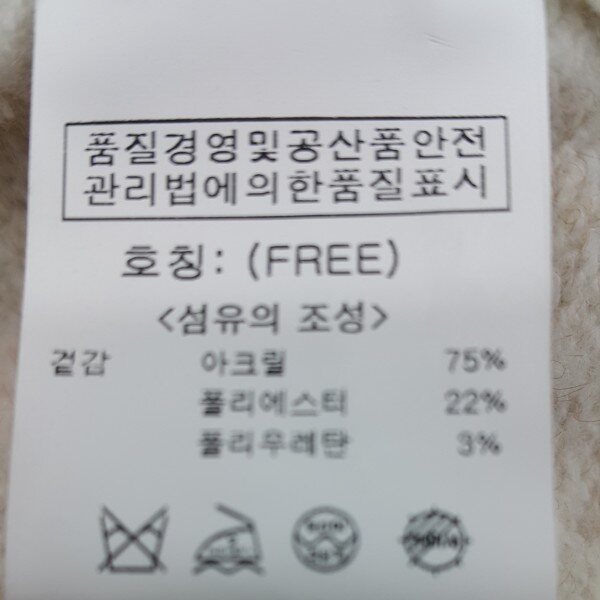 품질경영및공산품안전
관리법에의한품질표시
호칭: (FREE)
<섬유의 조성>
겉감 아크릴 75%
폴리에스터 22%
폴리우레탄 3%